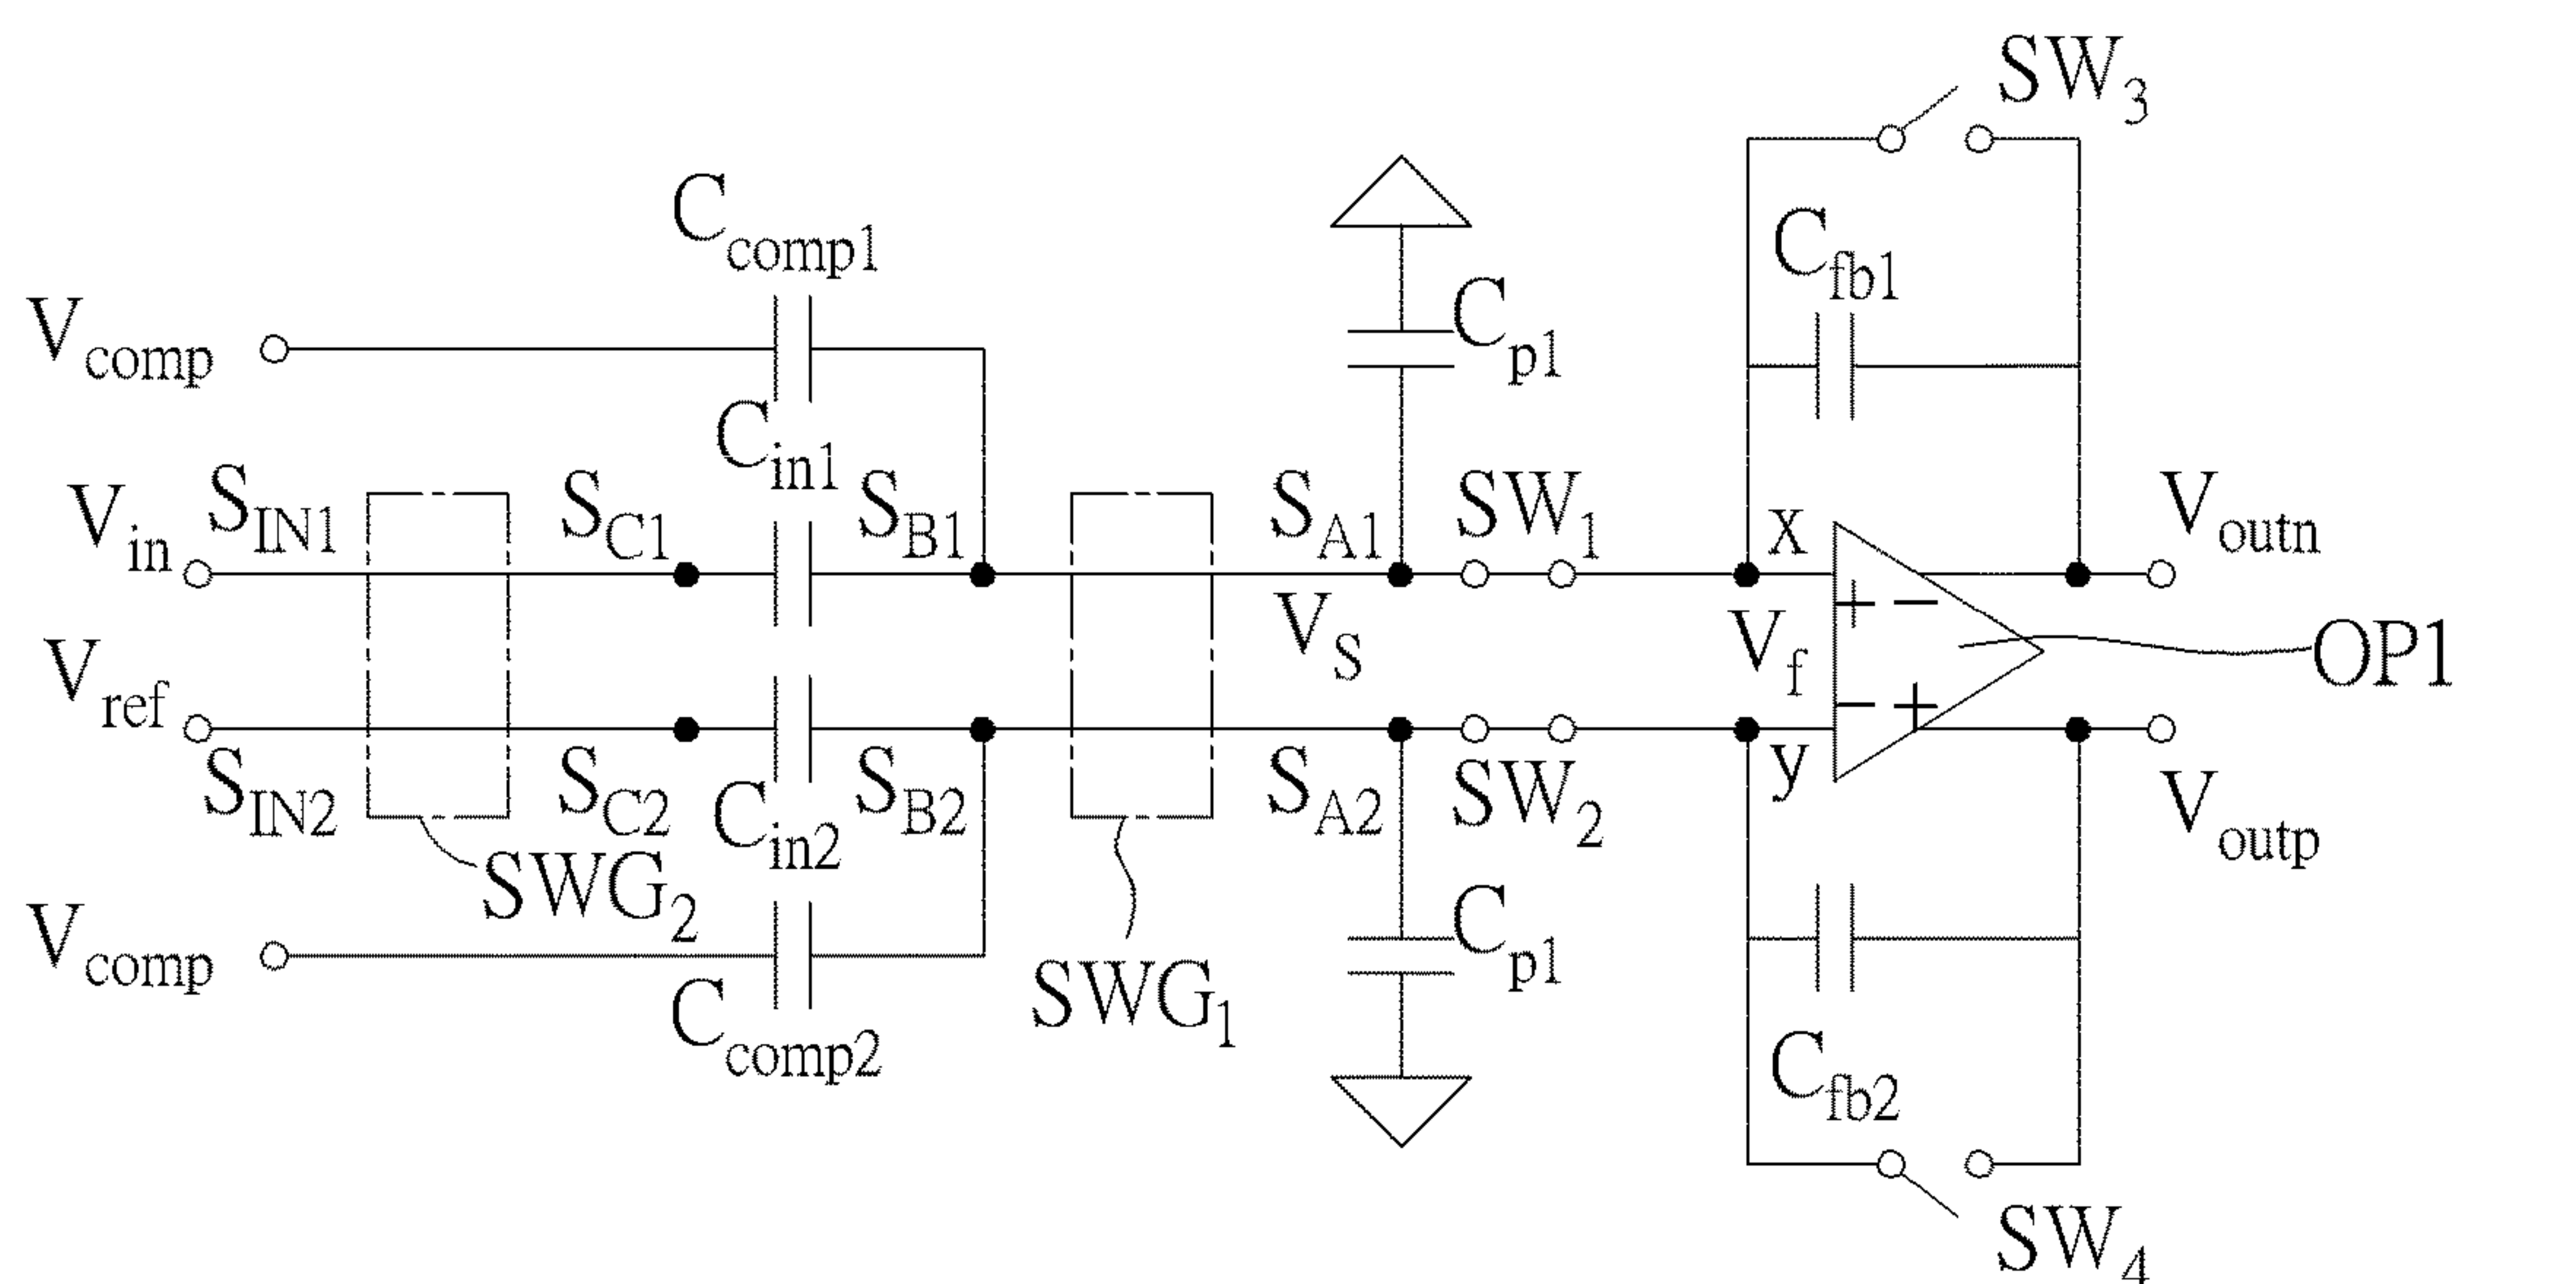 SW3
Ccomp1
Cfb1
Vcomp
Cp1
Cin1
Vin
SIN1
SC1
SB1
SA1
SW1
x
Voutn
+ −
VS
Vf
OP1
Vref
− +
SIN2
SC2
Cin2
SB2
SA2
SW2
y
Voutp
SWG2
Vcomp
Cp1
SWG1
Ccomp2
Cfb2
SW4